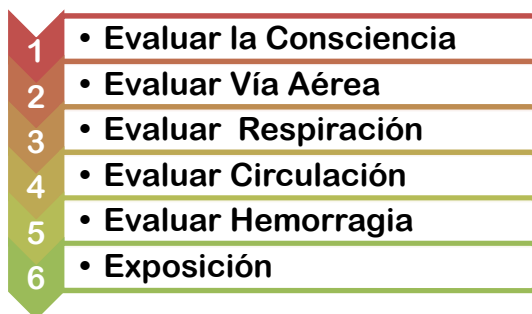 1 • Evaluar la Consciencia
2 • Evaluar Vía Aérea
3 • Evaluar Respiración
4 • Evaluar Circulación
5 • Evaluar Hemorragia
6 • Exposición